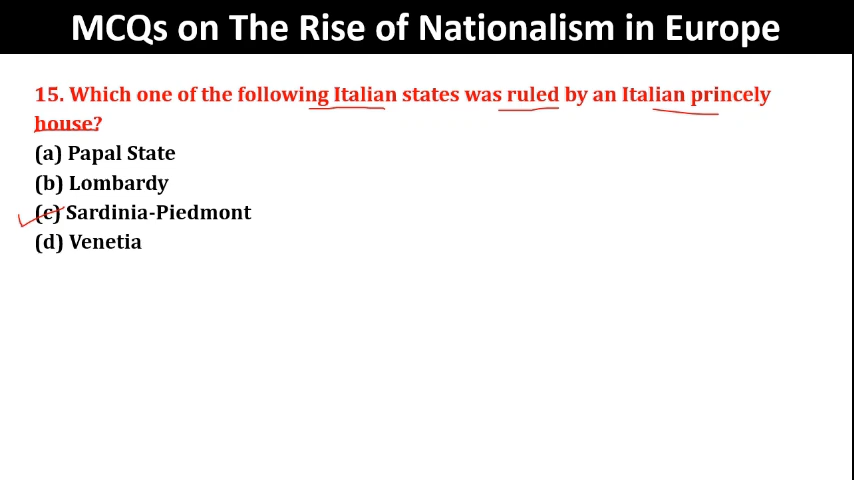 MCQs on The Rise of Nationalism in Europe
15. Which one of the following Italian states was ruled by an Italian princely
house?
(a) Papal State
(b) Lombardy
(c) Sardinia-Piedmont
(d) Venetia